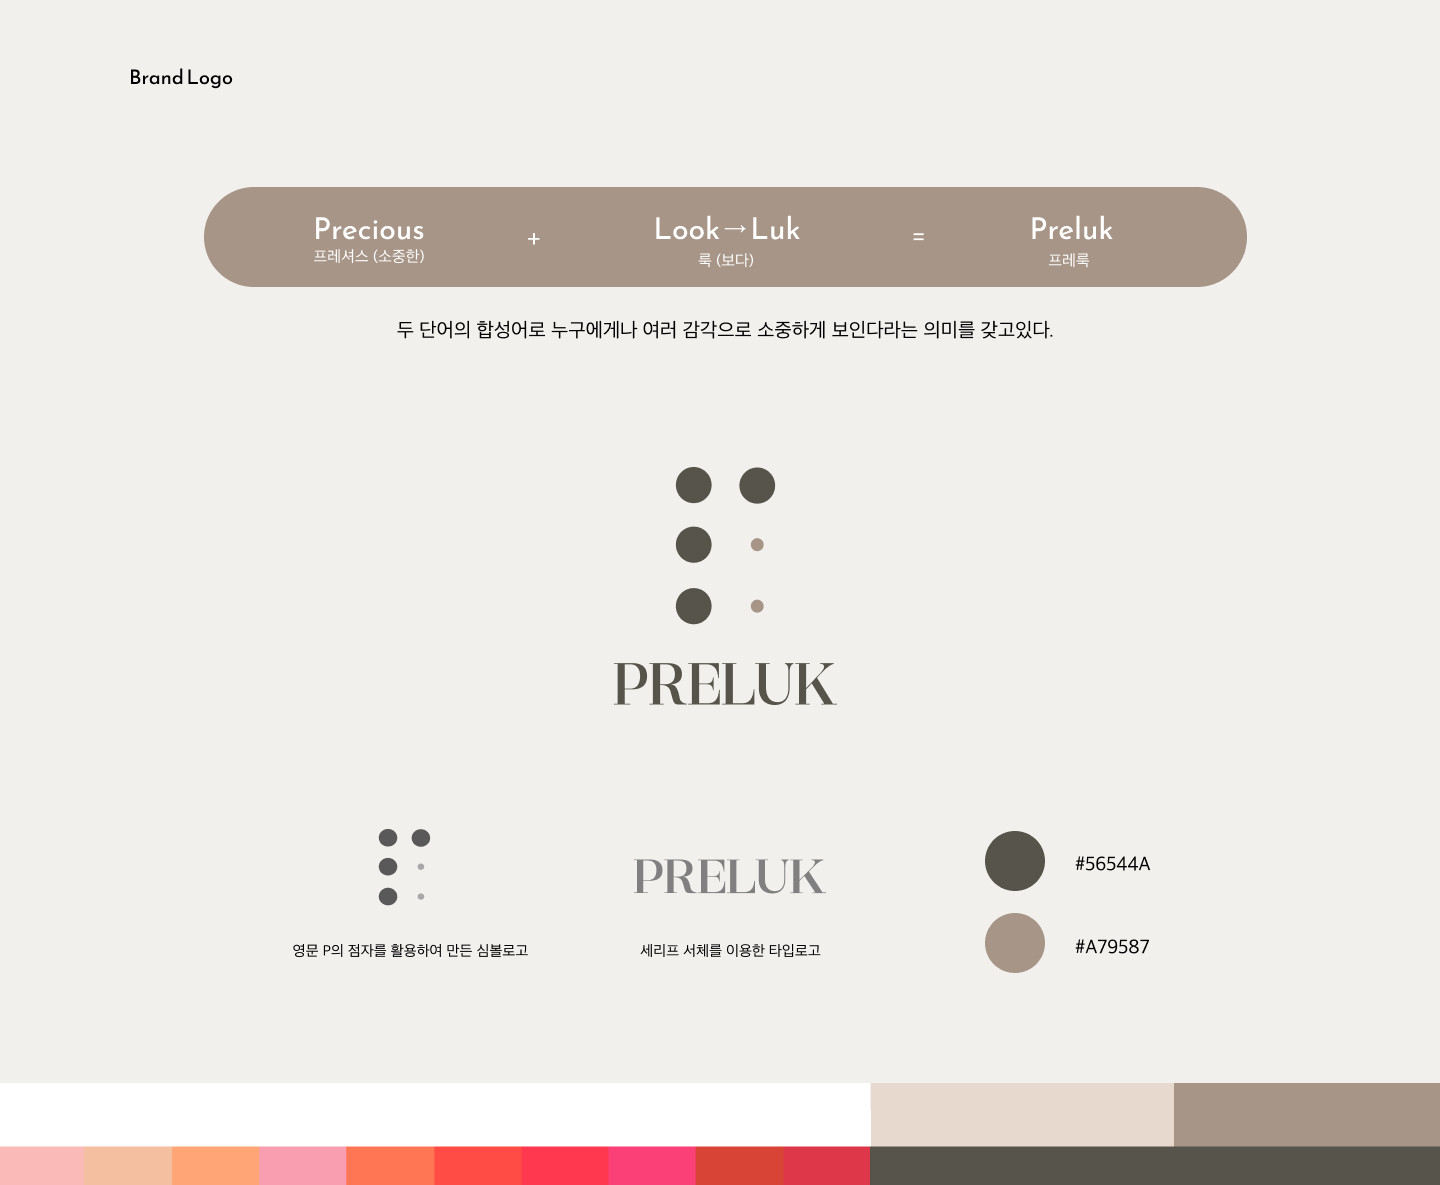 Brand Logo
Precious + Look→Luk = Preluk
프레셔스 (소중한) 룩 (보다) 프레룩
두 단어의 합성어로 누구에게나 여러 감각으로 소중하게 보인다라는 의미를 갖고있다.
PRELUK
PRELUK
#56544A
#A79587
영문 P의 점자를 활용하여 만든 심볼로고
세리프 서체를 이용한 타입로고